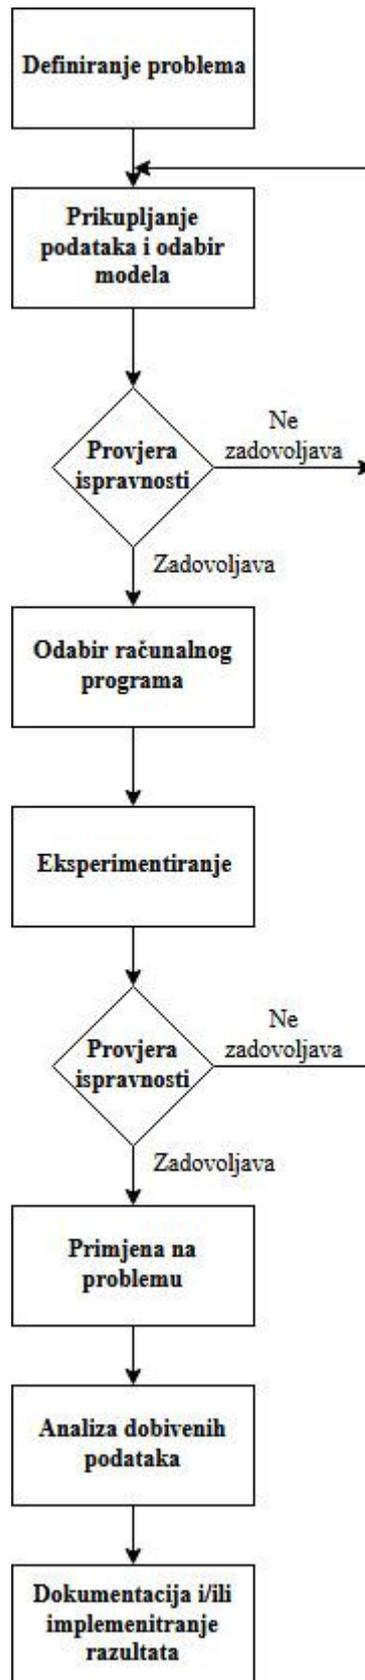 Definiranje problema
Prikupljanje
podataka i odabir
modela
Provjera
ispravnosti
Ne
zadovoljava
Zadovoljava
Odabir računalnog
programa
Eksperimentiranje
Provjera
ispravnosti
Ne
zadovoljava
Zadovoljava
Primjena na
problemu
Analiza dobivenih
podataka
Dokumentacija i/ili
implemenitranje
razultata